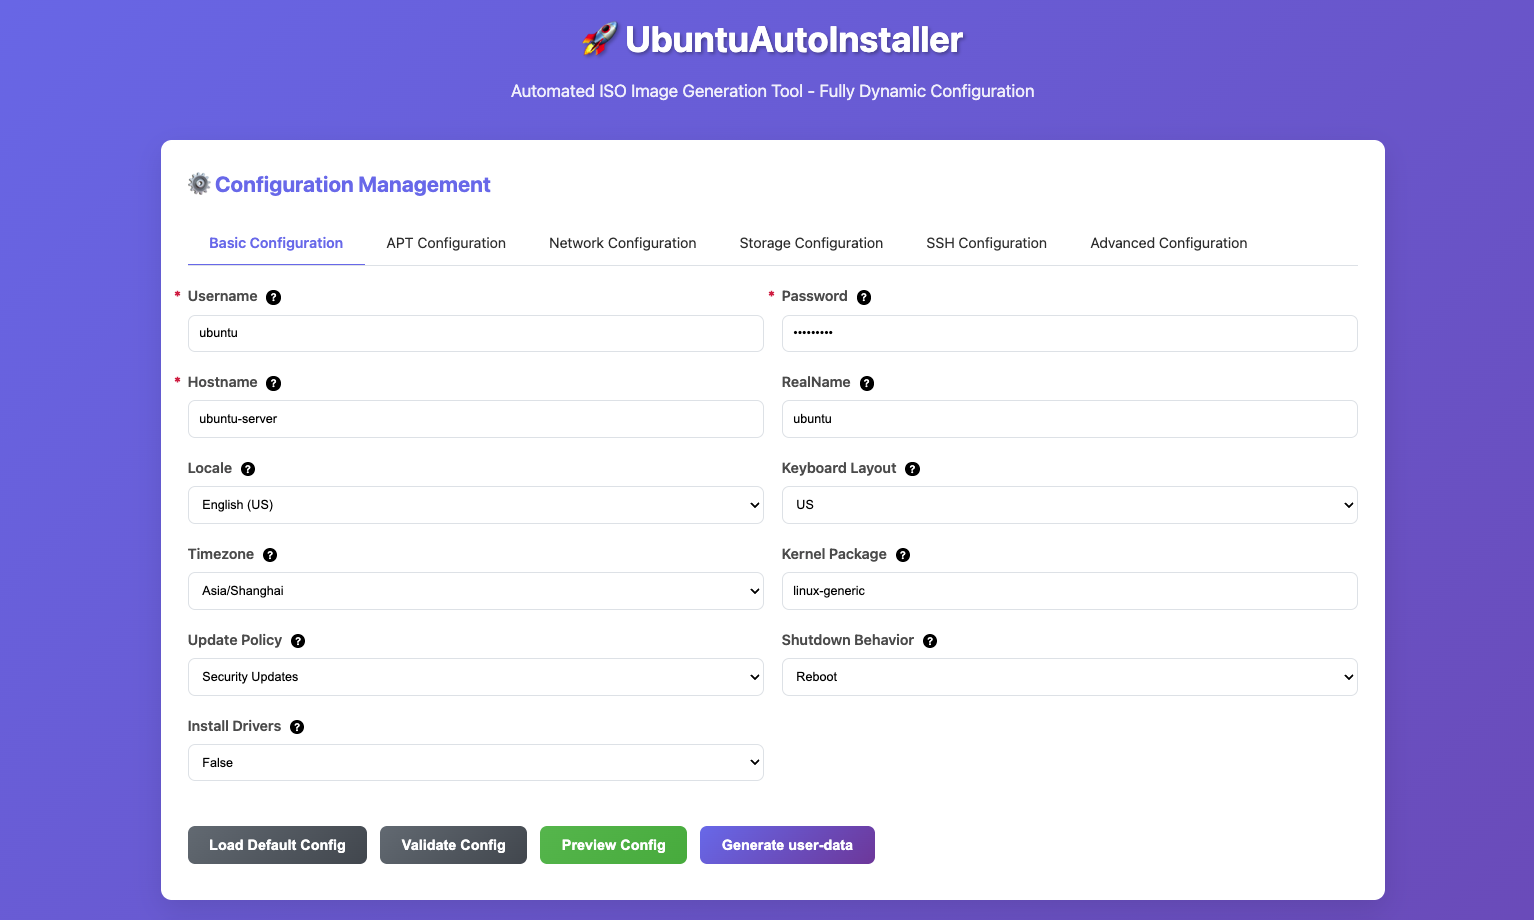 🚀 UbuntuAutoInstaller
Automated ISO Image Generation Tool - Fully Dynamic Configuration
⚙️ Configuration Management
Basic Configuration APT Configuration Network Configuration Storage Configuration SSH Configuration Advanced Configuration
* Username ? * Password ?
ubuntu •••••••••
* Hostname ? RealName ?
ubuntu-server ubuntu
Locale ? Keyboard Layout ?
English (US) US
Timezone ? Kernel Package ?
Asia/Shanghai linux-generic
Update Policy ? Shutdown Behavior ?
Security Updates Reboot
Install Drivers ?
False
Load Default Config Validate Config Preview Config Generate user-data